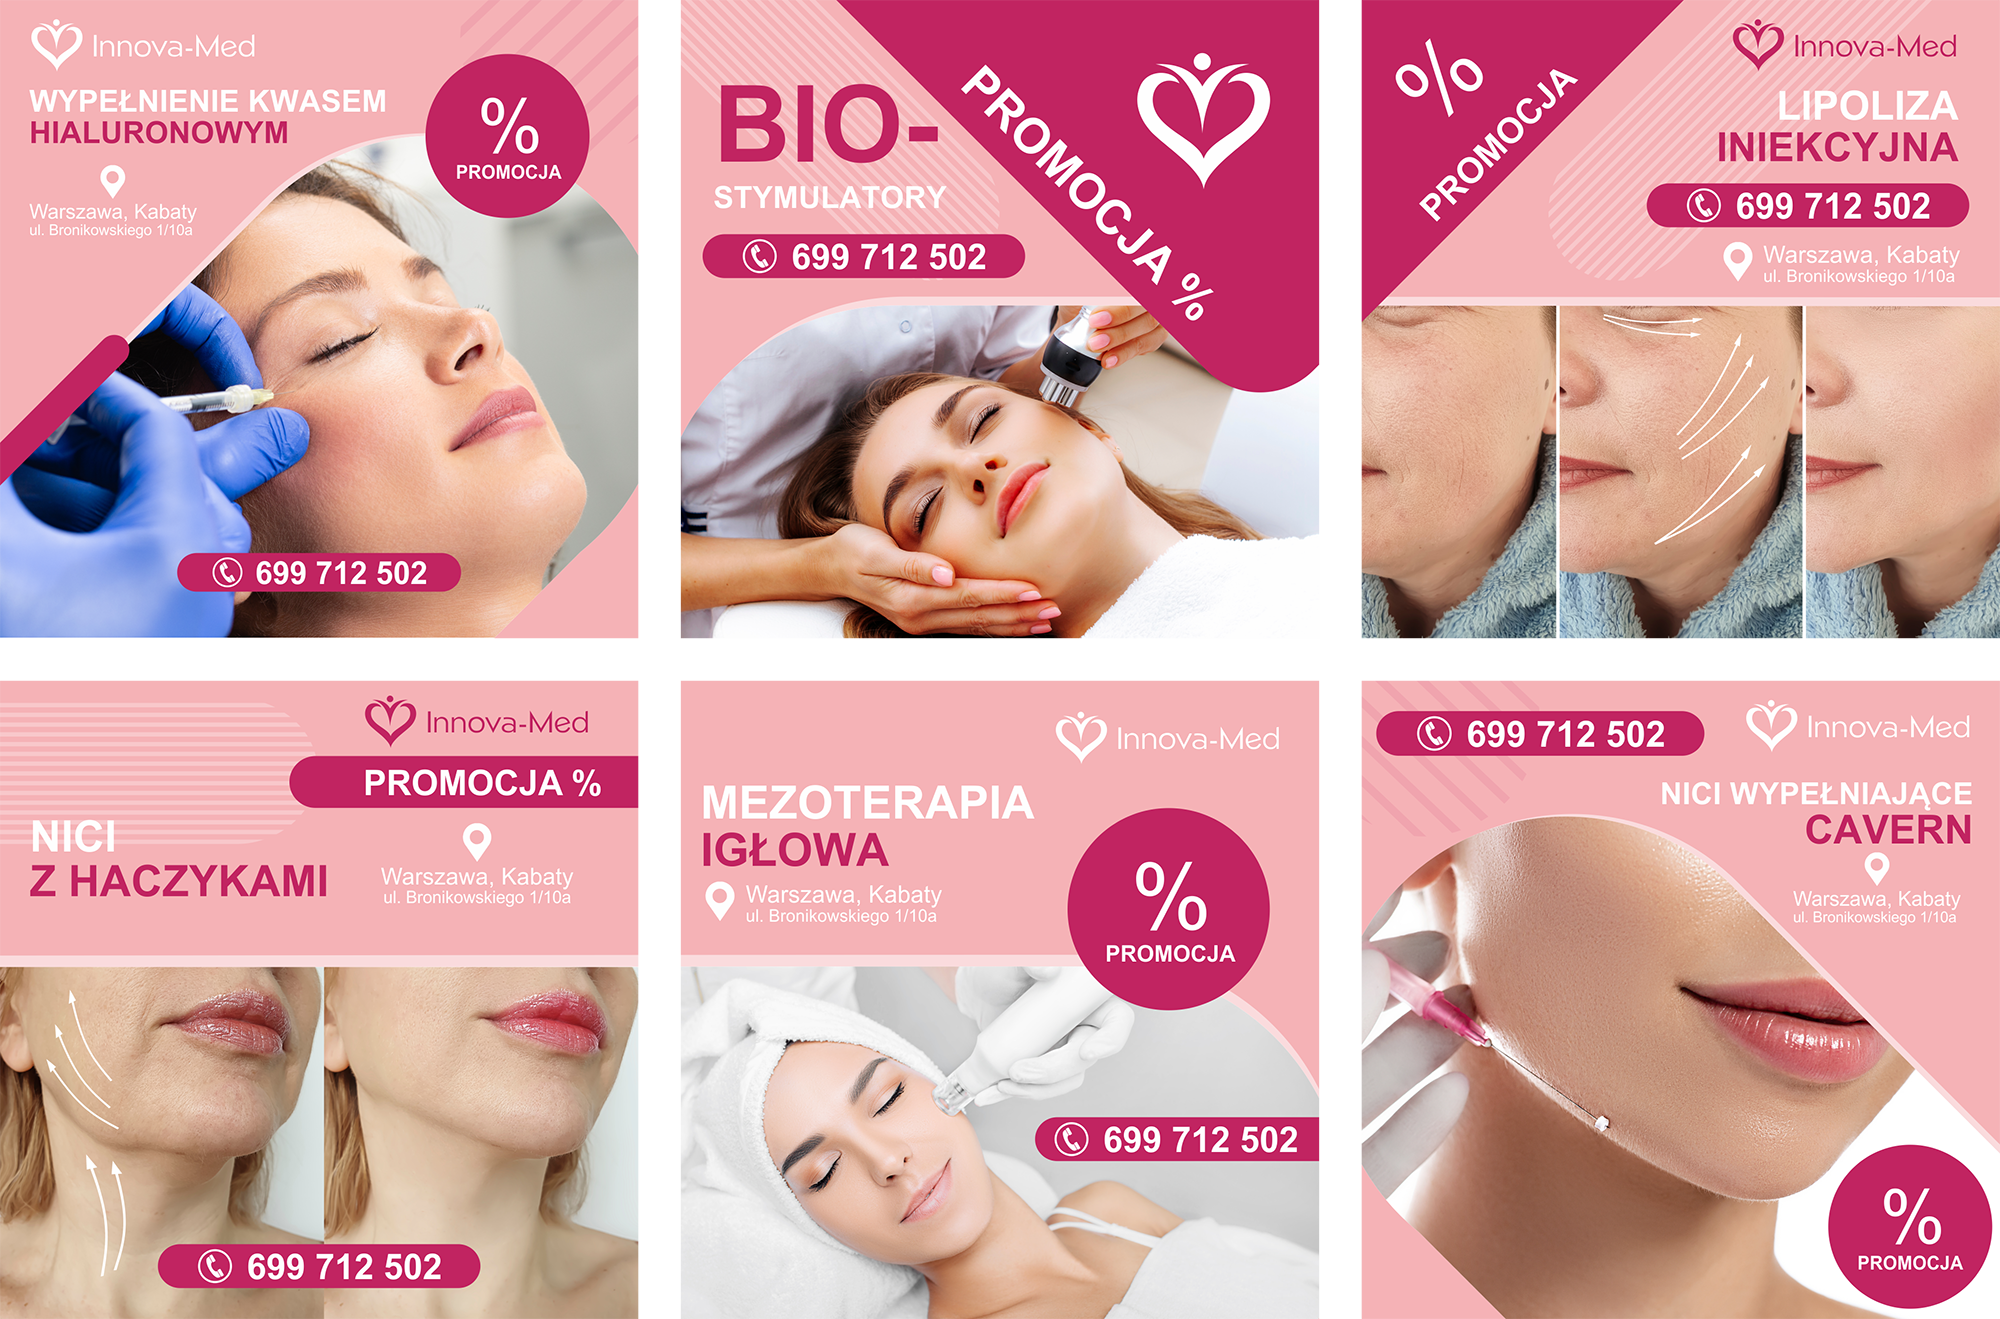 Innova-Med
WYPEŁNIENIE KWASEM
HIALURONOWYM
Warszawa, Kabaty
ul. Bronikowskiego 1/10a
%
PROMOCJA
699 712 502
BIO-
STYMULATORY
699 712 502
PROMOCJA %
%
PROMOCJA
Innova-Med
LIPOLIZA
INIEKCYJNA
699 712 502
Warszawa, Kabaty
ul. Bronikowskiego 1/10a
Innova-Med
PROMOCJA %
NICI
Z HACZYKAMI
Warszawa, Kabaty
ul. Bronikowskiego 1/10a
699 712 502
Innova-Med
MEZOTERAPIA
IGŁOWA
Warszawa, Kabaty
ul. Bronikowskiego 1/10a
%
PROMOCJA
699 712 502
699 712 502
Innova-Med
NICI WYPEŁNIAJĄCE
CAVERN
Warszawa, Kabaty
ul. Bronikowskiego 1/10a
%
PROMOCJA